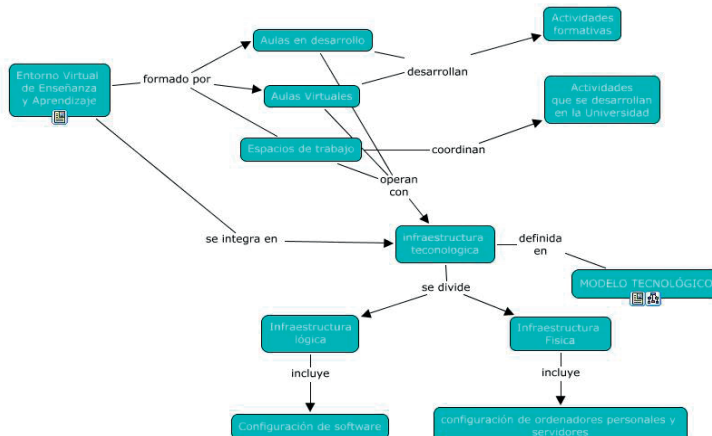 Aulas en desarrollo
Actividades
formativas
desarrollan
Entorno Virtual
de Enseñanza
y Aprendizaje
formado por
Aulas Virtuales
Actividades
que se desarrollan
en la Universidad
Espacios de trabajo
coordinan
operan
con
se integra en
infraestructura
teconologica
definida
en
MODELO TECNOLÓGICO
se divide
Infraestructura
lógica
Infraestructura
Fisica
incluye
incluye
Configuración de software
configuración de ordenadores personales y
servidores